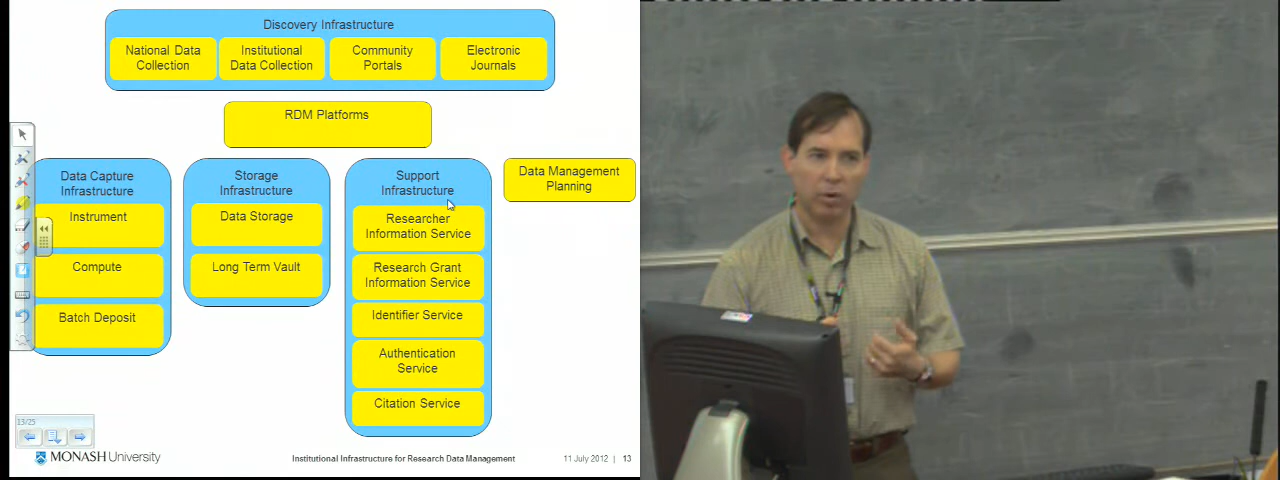 Discovery Infrastructure
National Data
Collection
Institutional
Data Collection
Community
Portals
Electronic
Journals
RDM Platforms
Data Capture
Infrastructure
Instrument
Compute
Batch Deposit
Storage
Infrastructure
Data Storage
Long Term Vault
Support
Infrastructure
Researcher
Information Service
Research Grant
Information Service
Identifier Service
Authentication
Service
Citation Service
Data Management
Planning
13/25
MONASH University
Institutional Infrastructure for Research Data Management
11 July 2012 | 13